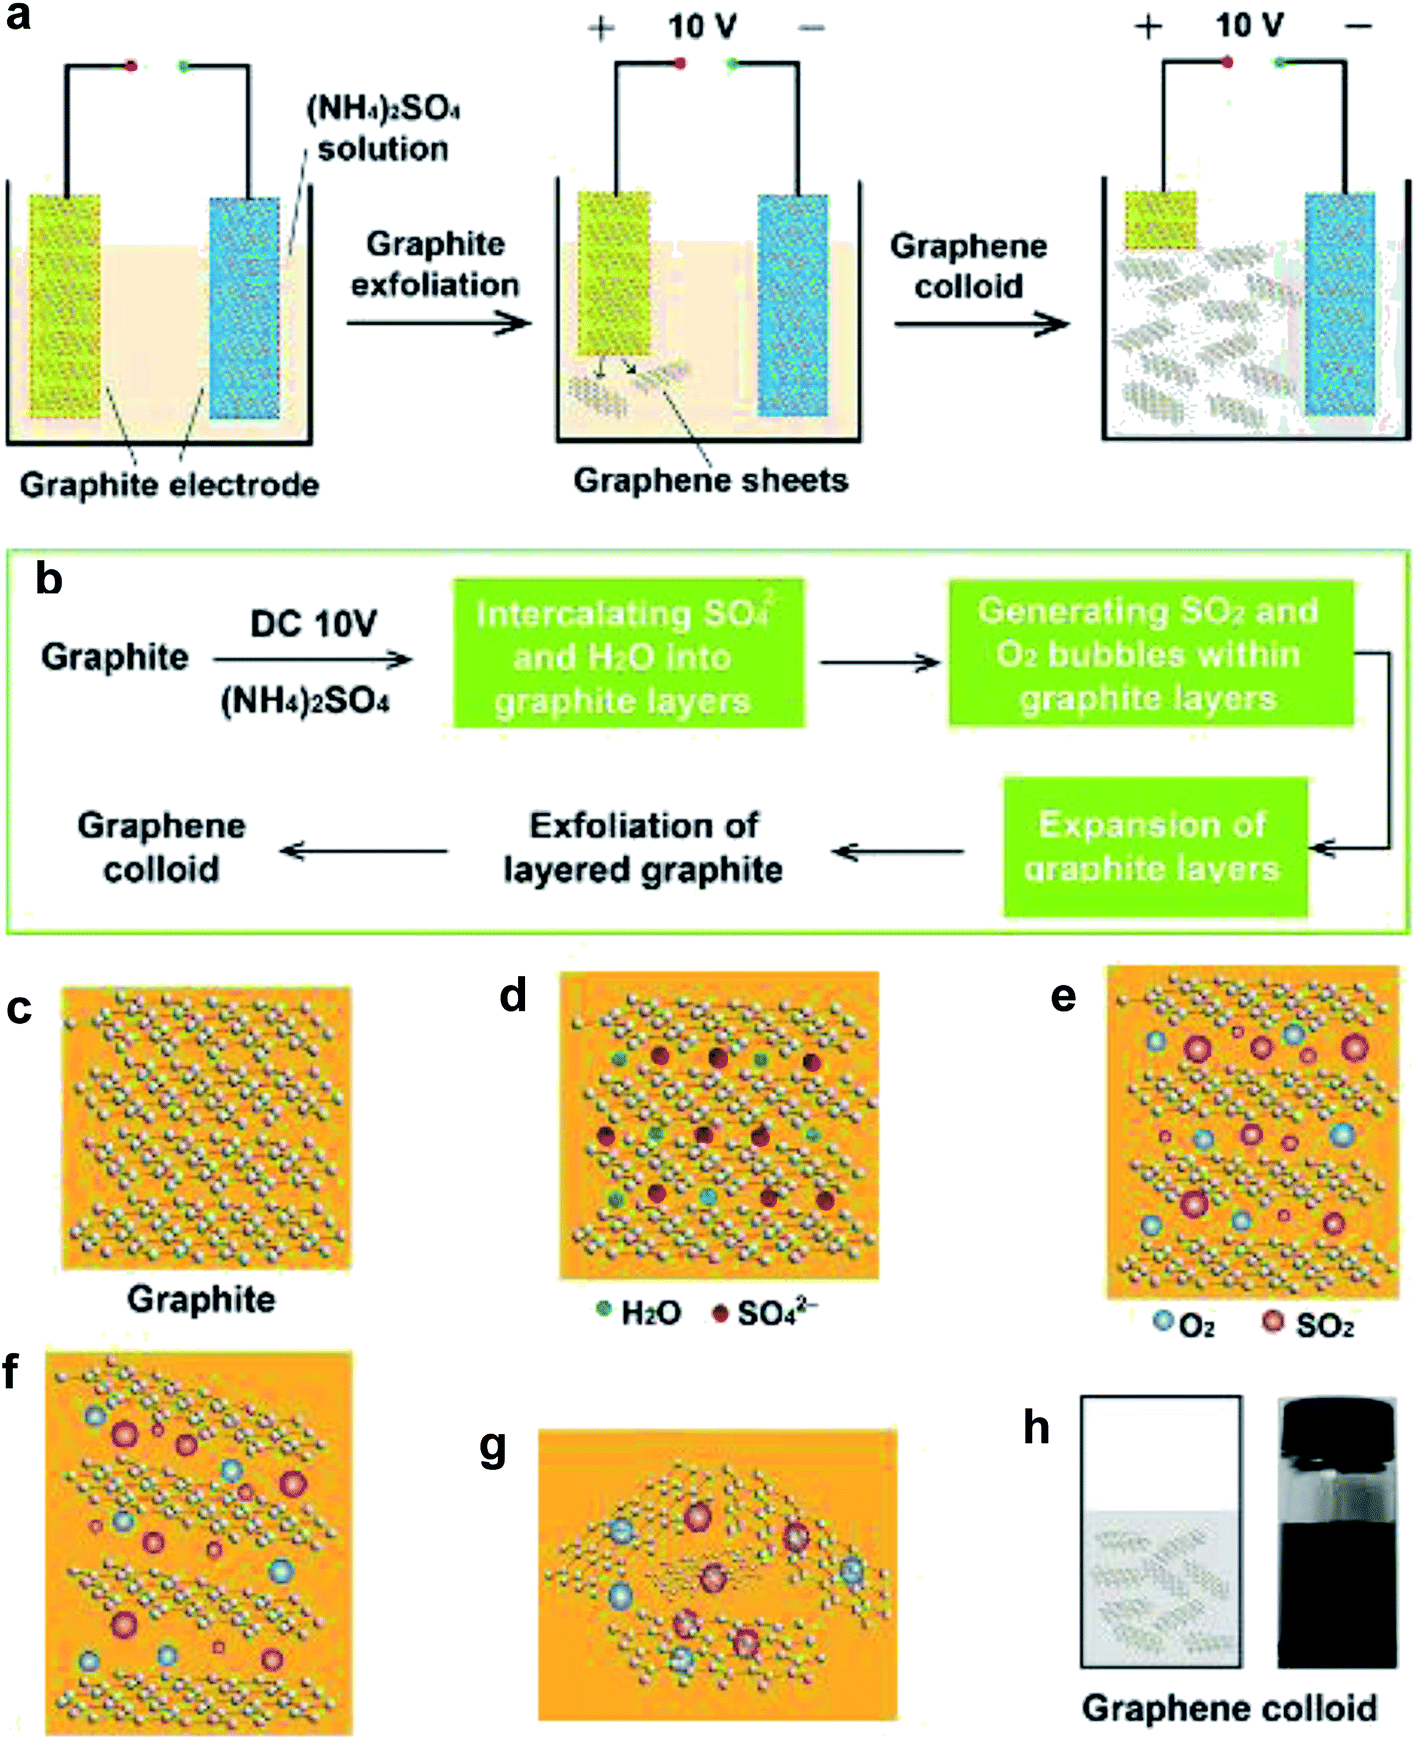 a
+ 10 V −
+ 10 V −
(NH₄)₂SO₄
solution
Graphite
exfoliation
Graphene
colloid
Graphite electrode
Graphene sheets
b
Graphite
DC 10V
(NH₄)₂SO₄
Intercalating SO₄²⁻
and H₂O into
graphite layers
Generating SO₂ and
O₂ bubbles within
graphite layers
Expansion of
graphite layers
Exfoliation of
layered graphite
Graphene
colloid
c
Graphite
d
H₂O SO₄²⁻
e
O₂ SO₂
f
g
h
Graphene colloid